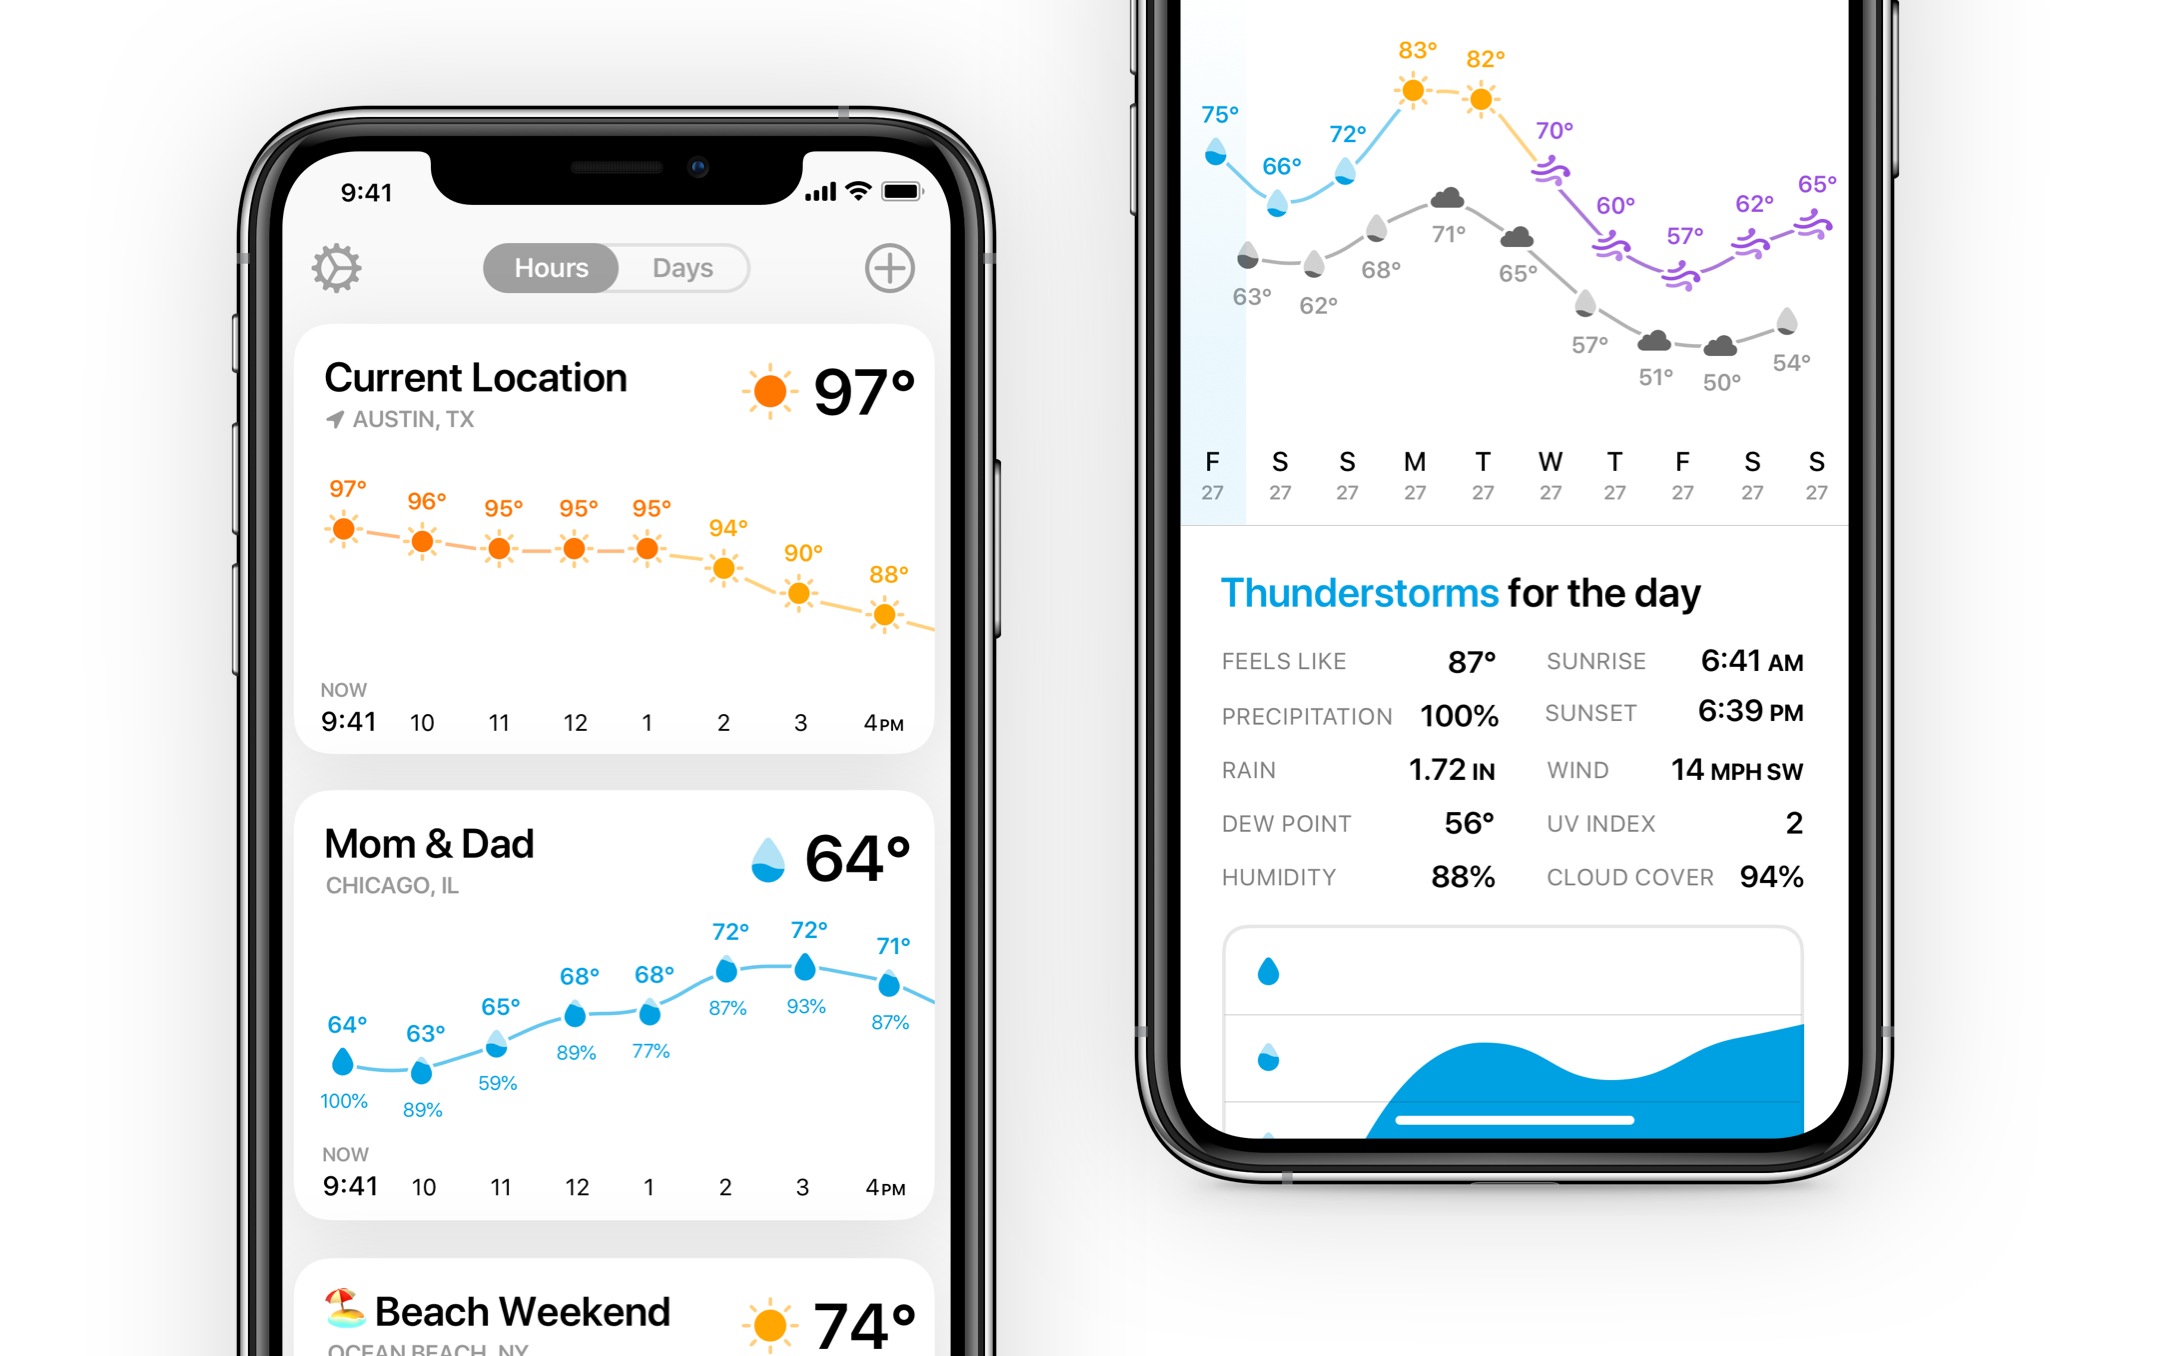 9:41
Hours Days
Current Location
AUSTIN, TX
97°
97° 96° 95° 95° 95° 94° 90° 88°
NOW
9:41 10 11 12 1 2 3 4PM
Mom & Dad
CHICAGO, IL
64°
64° 63° 65° 68° 68° 72° 72° 71°
100% 89% 59% 89% 77% 87% 93% 87%
NOW
9:41 10 11 12 1 2 3 4PM
Beach Weekend
74°
OCEAN BEACH, NY
75° 66° 72° 83° 82° 70° 60° 57° 62° 65°
63° 62° 68° 71° 65° 57° 51° 50° 54°
F S S M T W T F S S
27 27 27 27 27 27 27 27 27 27
Thunderstorms for the day
FEELS LIKE 87° SUNRISE 6:41 AM
PRECIPITATION 100% SUNSET 6:39 PM
RAIN 1.72 IN WIND 14 MPH SW
DEW POINT 56° UV INDEX 2
HUMIDITY 88% CLOUD COVER 94%